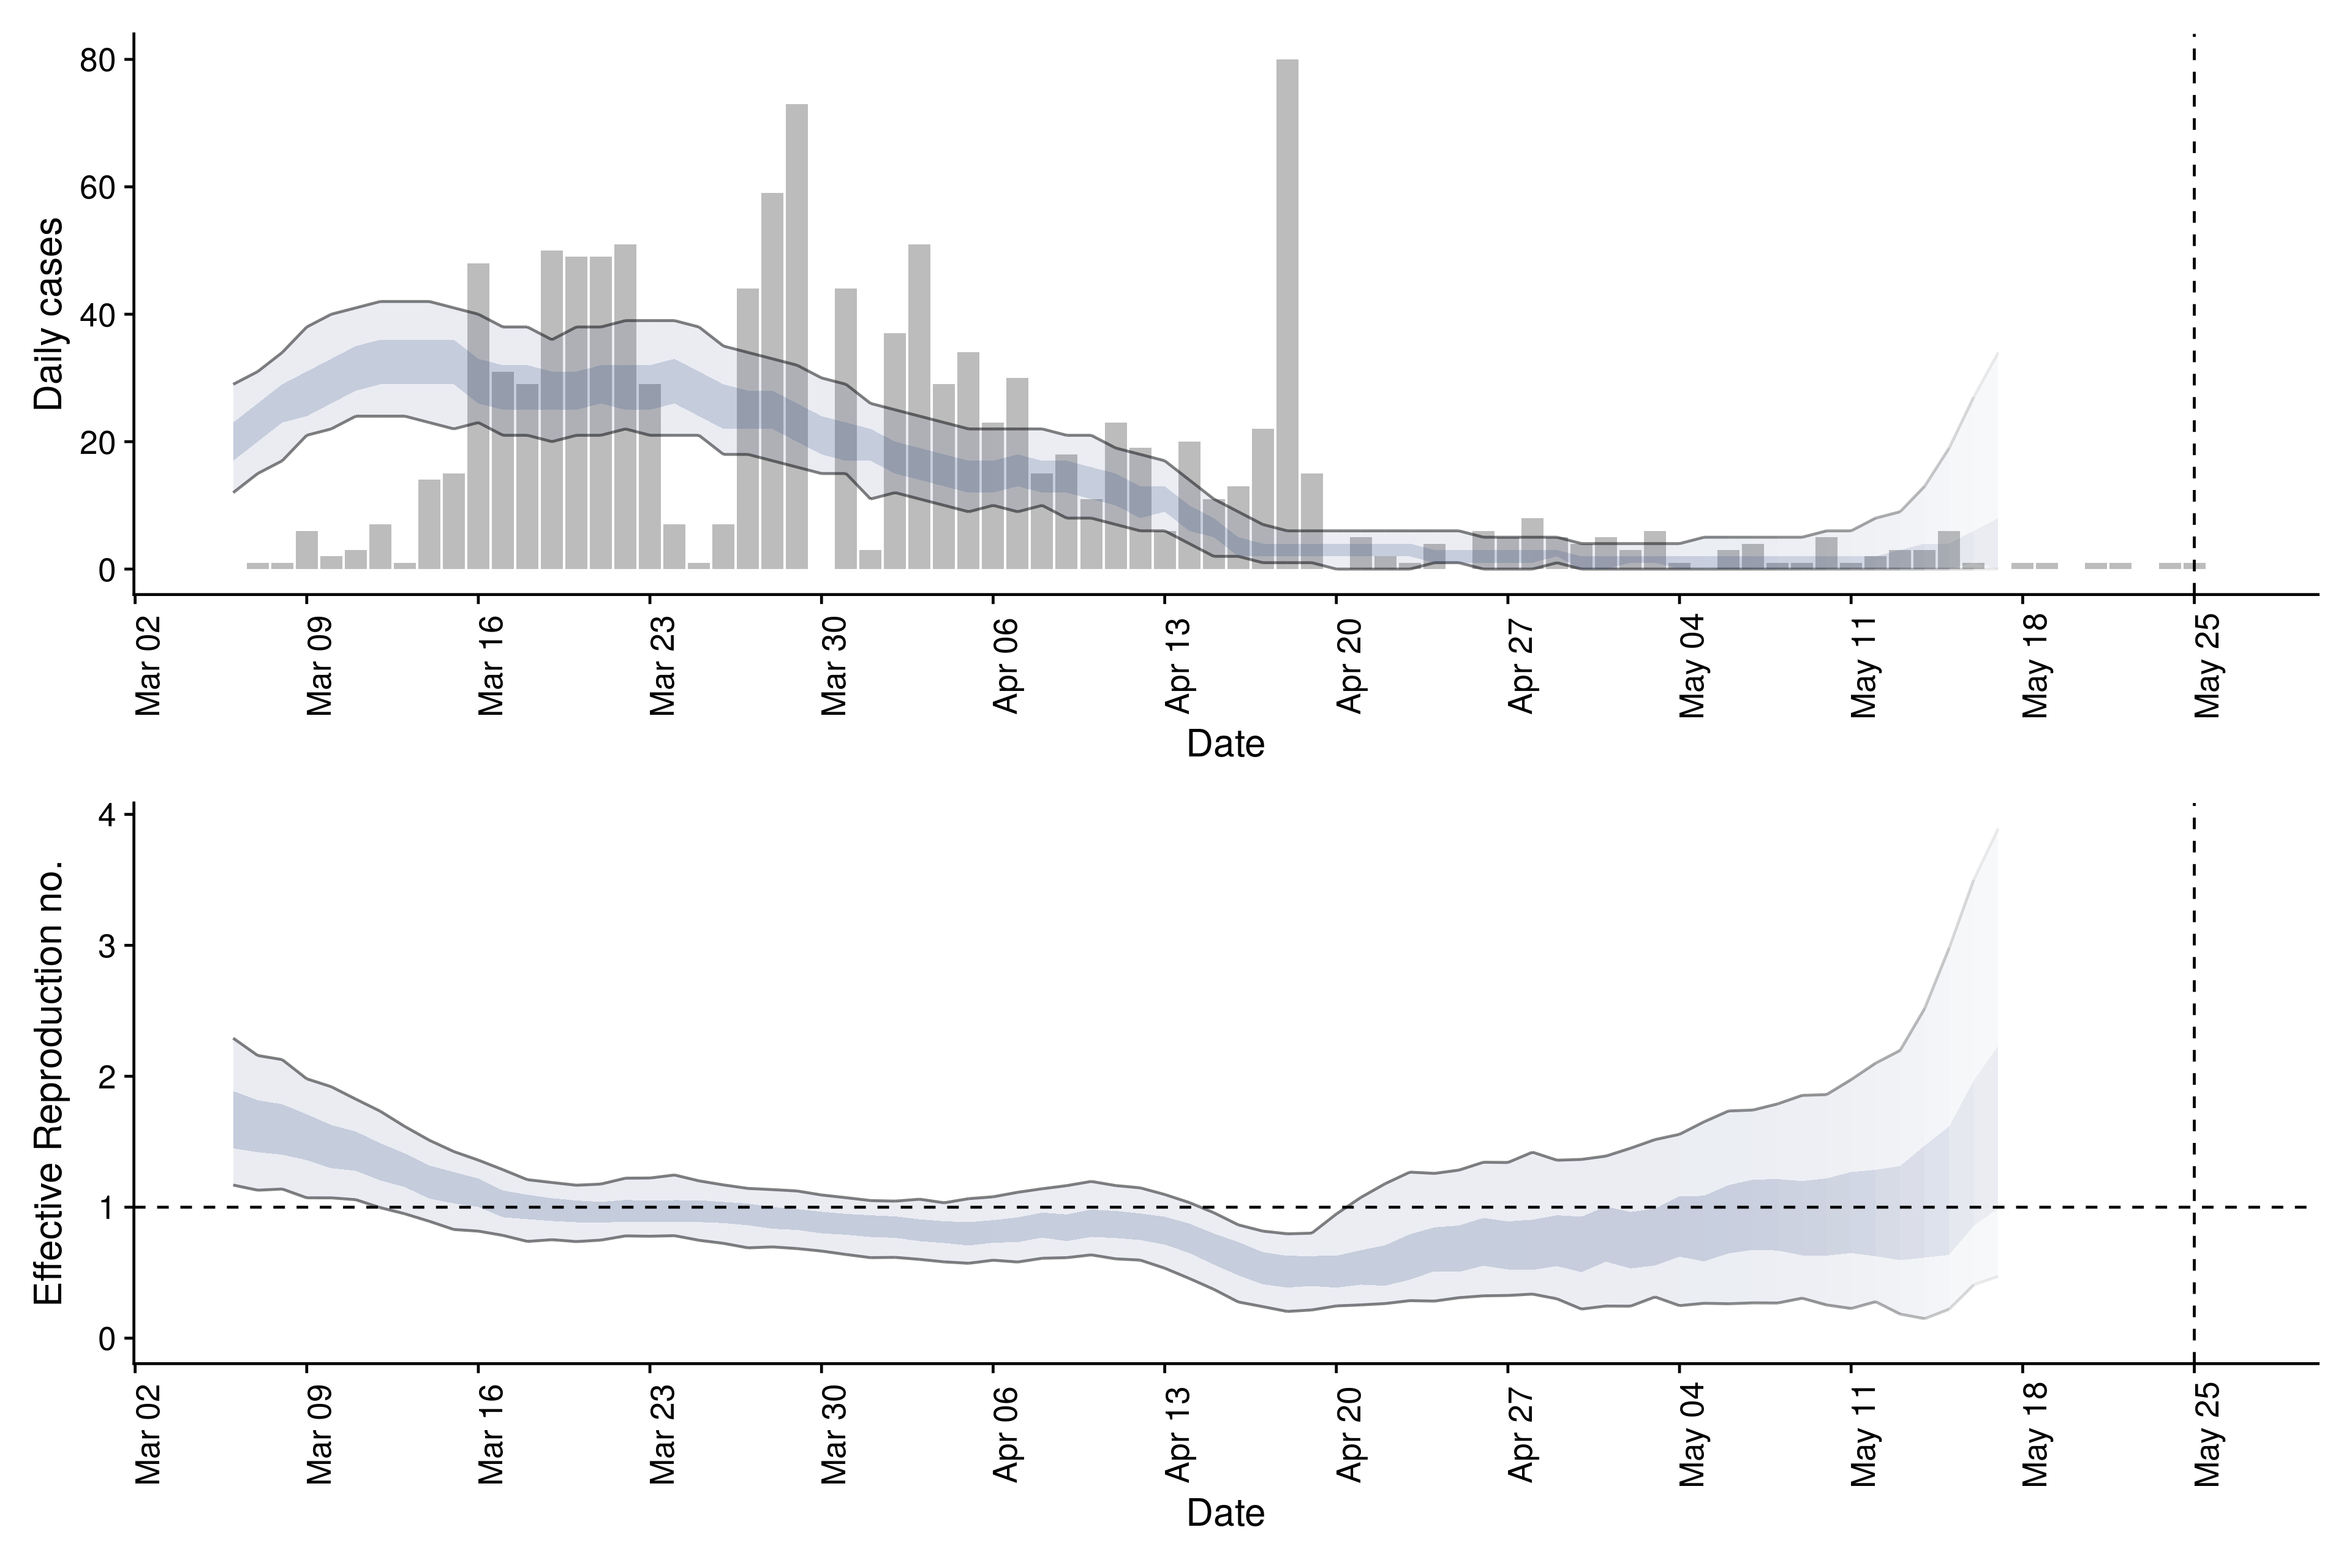 Daily cases
80
60
40
20
0
Mar 02
Mar 09
Mar 16
Mar 23
Mar 30
Apr 06
Apr 13
Apr 20
Apr 27
May 04
May 11
May 18
May 25
Date
Effective Reproduction no.
4
3
2
1
0
Mar 02
Mar 09
Mar 16
Mar 23
Mar 30
Apr 06
Apr 13
Apr 20
Apr 27
May 04
May 11
May 18
May 25
Date